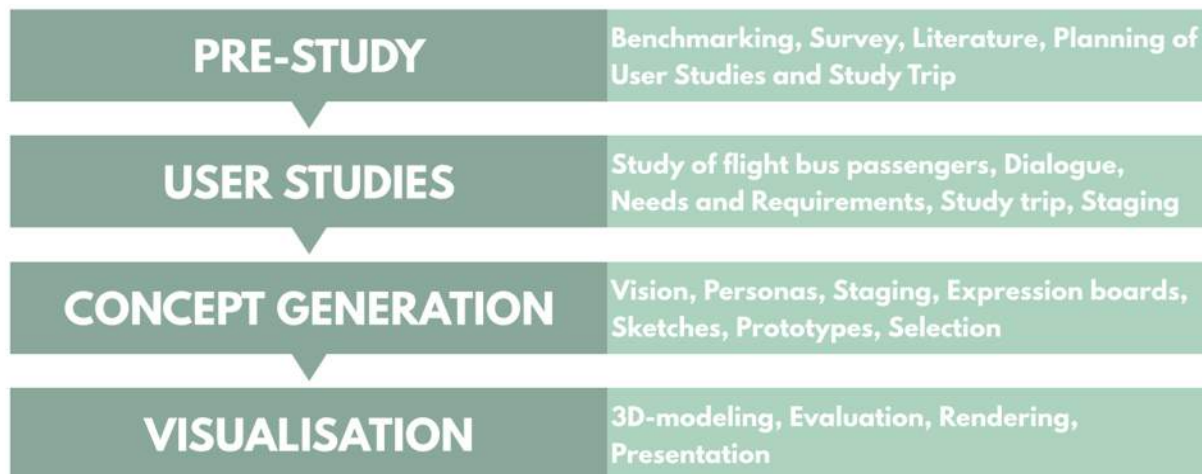 PRE-STUDY
Benchmarking, Survey, Literature, Planning of
User Studies and Study Trip
USER STUDIES
Study of flight bus passengers, Dialogue,
Needs and Requirements, Study trip, Staging
CONCEPT GENERATION
Vision, Personas, Staging, Expression boards,
Sketches, Prototypes, Selection
VISUALISATION
3D-modeling, Evaluation, Rendering,
Presentation